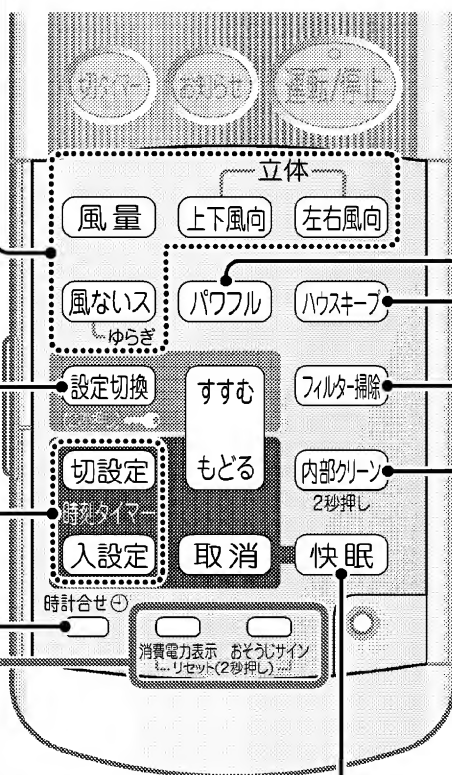 切タイマー お知らせ 運転/停止
立体
風量 上下風向 左右風向
風ないス パワフル ハウスキープ
ゆらぎ
設定切換 すすむ フィルター掃除
切設定 もどる 内部クリーン
時刻タイマー 2秒押し
入設定 取消 快眠
時計合せ
消費電力表示 おそうじサイン
リセット(2秒押し)